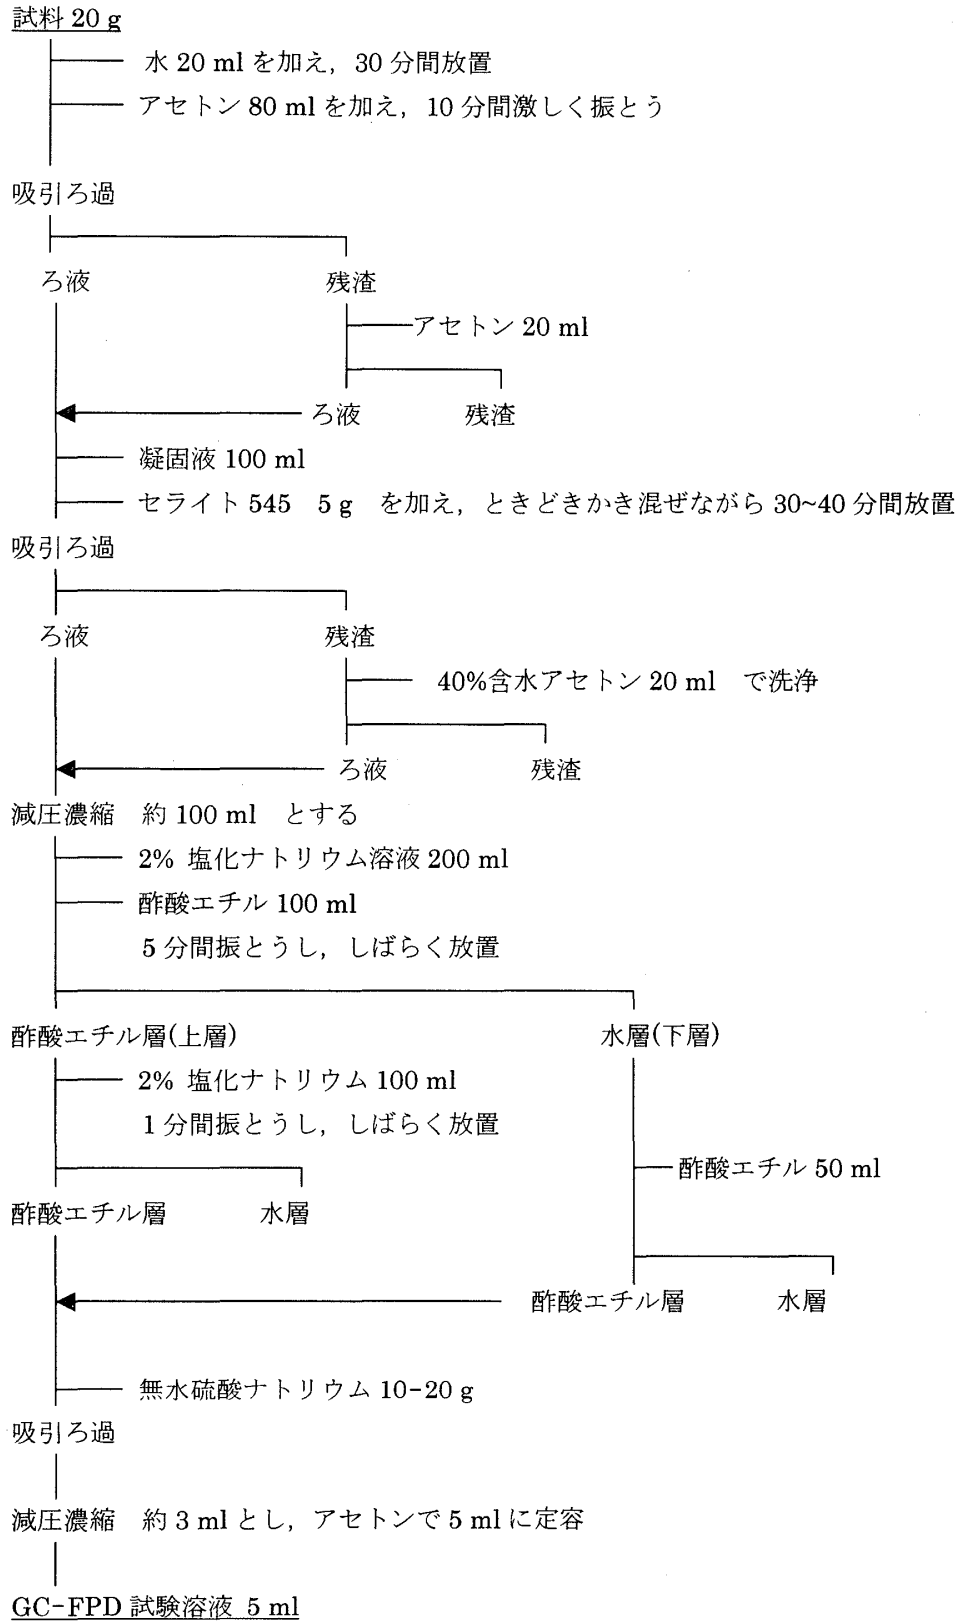 試料 20 g
水 20 ml を加え，30 分間放置
アセトン 80 ml を加え，10 分間激しく振とう
吸引ろ過
ろ液 残渣
アセトン 20 ml
ろ液 残渣
凝固液 100 ml
セライト 545 5 g を加え，ときどきかき混ぜながら 30~40 分間放置
吸引ろ過
ろ液 残渣
40%含水アセトン 20 ml で洗浄
ろ液 残渣
減圧濃縮 約 100 ml とする
2% 塩化ナトリウム溶液 200 ml
酢酸エチル 100 ml
5 分間振とうし，しばらく放置
酢酸エチル層(上層) 水層(下層)
2% 塩化ナトリウム 100 ml
1 分間振とうし，しばらく放置
酢酸エチル 50 ml
酢酸エチル層 水層
酢酸エチル層 水層
無水硫酸ナトリウム 10-20 g
吸引ろ過
減圧濃縮 約 3 ml とし，アセトンで 5 ml に定容
GC-FPD 試験溶液 5 ml